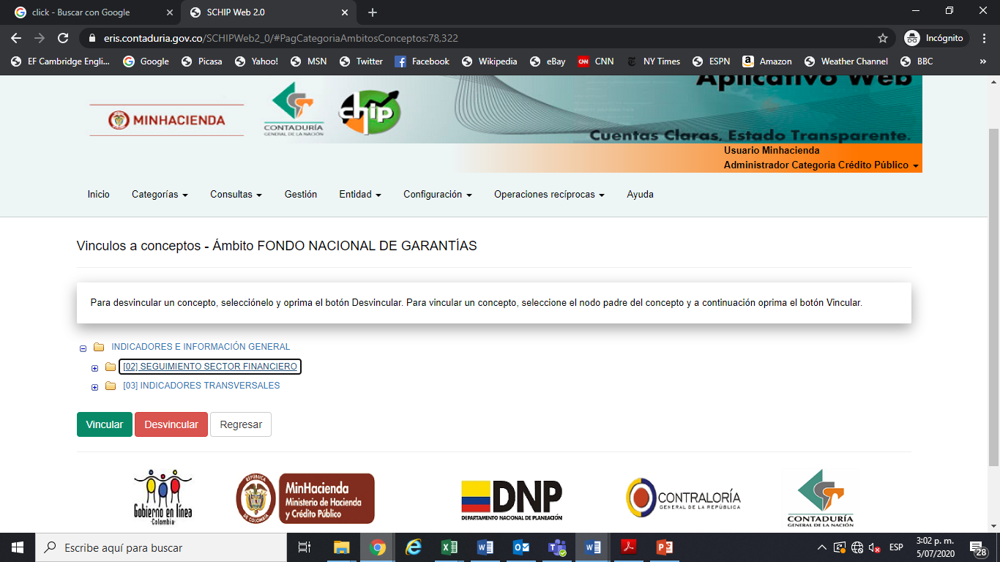 click - Buscar con Google
SCHIP Web 2.0
eris.contaduria.gov.co/SCHIPWeb2_0/#PagCategoriaAmbitosConceptos:78,322
Incógnito
EF Cambridge Engli...
Google
Picasa
Yahoo!
MSN
Twitter
Facebook
Wikipedia
eBay
CNN
NY Times
ESPN
Amazon
Weather Channel
BBC
»
Aplicativo Web
MINHACIENDA
CONTADURÍA
GENERAL DE LA NACIÓN
chip
Cuentas Claras, Estado Transparente.
Usuario Minhacienda
Administrador Categoria Crédito Público
Inicio
Categorías
Consultas
Gestión
Entidad
Configuración
Operaciones recíprocas
Ayuda
Vinculos a conceptos - Ámbito FONDO NACIONAL DE GARANTÍAS
Para desvincular un concepto, selecciónelo y oprima el botón Desvincular. Para vincular un concepto, seleccione el nodo padre del concepto y a continuación oprima el botón Vincular.
INDICADORES E INFORMACIÓN GENERAL
[02] SEGUIMIENTO SECTOR FINANCIERO
[03] INDICADORES TRANSVERSALES
Vincular
Desvincular
Regresar
Gobierno en línea
Colombia
REPÚBLICA
DE COLOMBIA
MinHacienda
Ministerio de Hacienda
y Crédito Público
DNP
DEPARTAMENTO NACIONAL DE PLANEACIÓN
CONTRALORÍA
GENERAL DE LA REPÚBLICA
CONTADURÍA
GENERAL DE LA NACIÓN
Escribe aquí para buscar
ESP
3:02 p. m.
5/07/2020
28